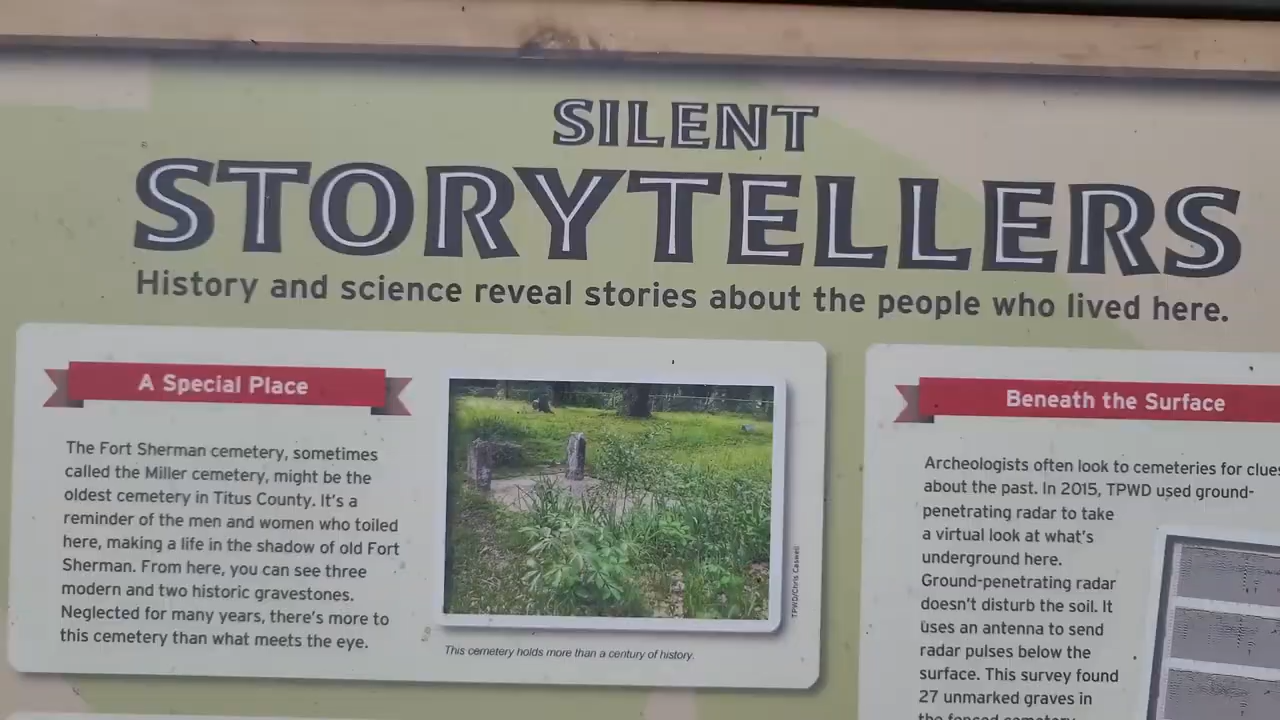 SILENT
STORYTELLERS
History and science reveal stories about the people who lived here.
A Special Place
The Fort Sherman cemetery, sometimes
called the Miller cemetery, might be the
oldest cemetery in Titus County. It's a
reminder of the men and women who toiled
here, making a life in the shadow of old Fort
Sherman. From here, you can see three
modern and two historic gravestones.
Neglected for many years, there's more to
this cemetery than what meets the eye.
TPWD/Chris Caswell
This cemetery holds more than a century of history.
Beneath the Surface
Archeologists often look to cemeteries for clues
about the past. In 2015, TPWD used ground-
penetrating radar to take
a virtual look at what's
underground here.
Ground-penetrating radar
doesn't disturb the soil. It
uses an antenna to send
radar pulses below the
surface. This survey found
27 unmarked graves in
the fenced cemetery